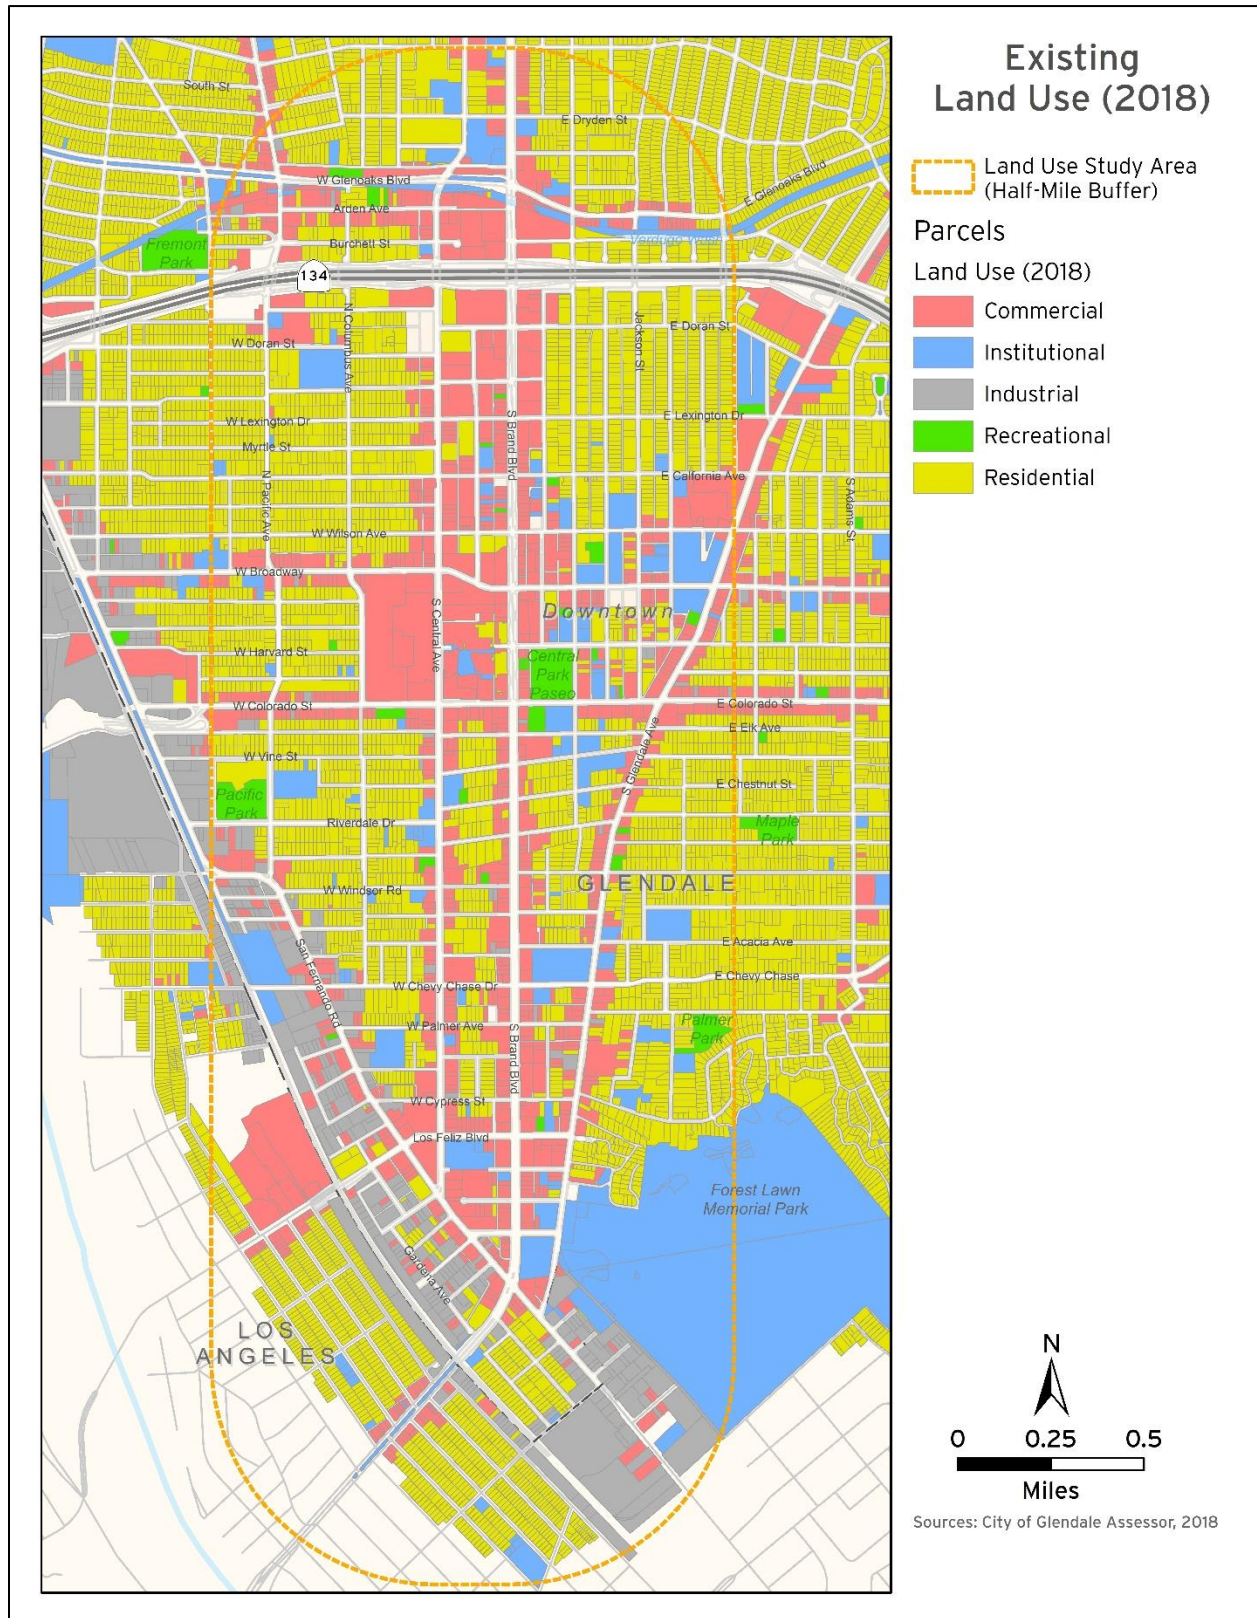 Existing
Land Use (2018)
Land Use Study Area
(Half-Mile Buffer)
Parcels
Land Use (2018)
Commercial
Institutional
Industrial
Recreational
Residential
South St
E Dryden St
W Glenoaks Blvd
E Glenoaks Blvd
Arden Ave
Fremont
Park
Burchett St
Verdugo Wash
134
N Columbus Ave
Jackson St
E Doran St
W Doran St
W Lexington Dr
S Brand Blvd
E Lexington Dr
Myrtle St
N Pacific Ave
E Calfornia Ave
S Adams St
W Wilson Ave
W Broadway
Downtown
S Central Ave
W Harvard St
Central
Park
Paseo
W Colorado St
E Colorado St
E Elk Ave
W Vine St
S Glendale Ave
E Chestnut St
Pacific
Park
Riverdale Dr
Maple
Park
W Windsor Rd
GLENDALE
San Fernando Rd
E Acacia Ave
W Chevy Chase Dr
E Chevy Chase
W Palmer Ave
S Brand Blvd
Palmer
Park
W Cypress St
Los Feliz Blvd
Forest Lawn
Memorial Park
Gardena Ave
LOS
ANGELES
N
0 0.25 0.5
Miles
Sources: City of Glendale Assessor, 2018